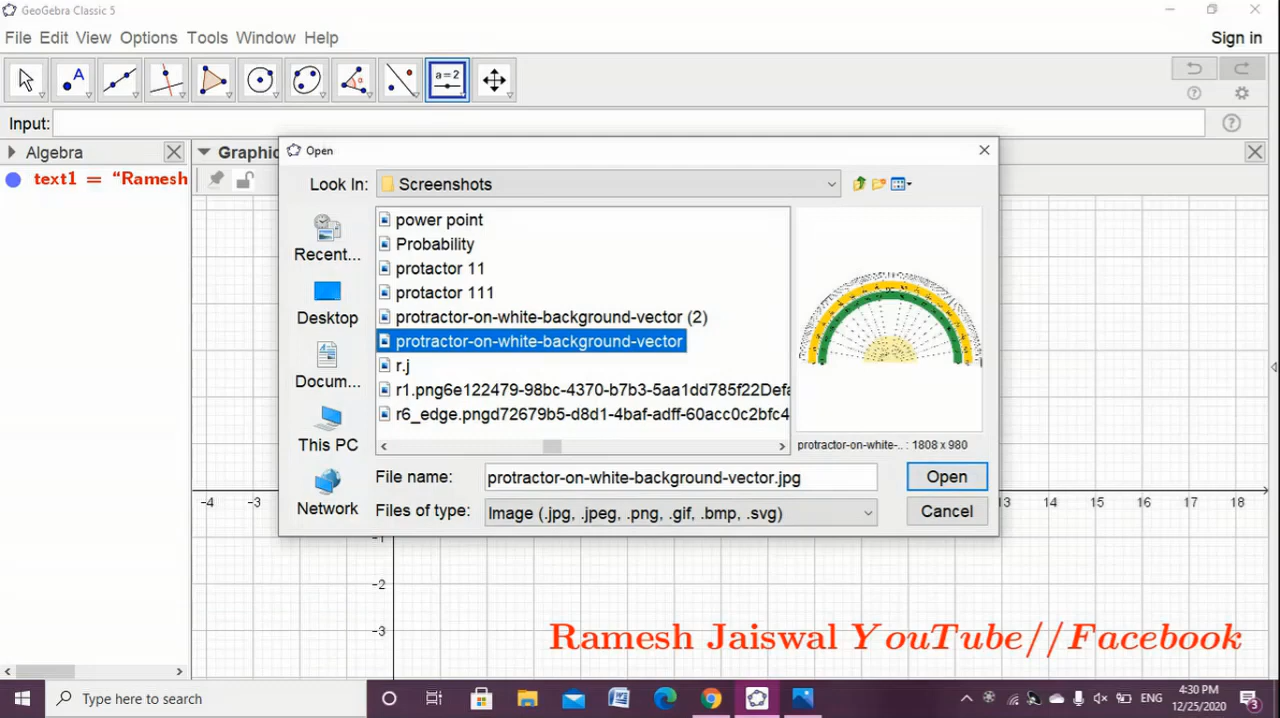 GeoGebra Classic 5
File Edit View Options Tools Window Help
Sign in
A
a=2
Input:
Algebra
Graphic
text1 = “Ramesh
Open
Look In: Screenshots
Recent...
Desktop
Docum...
This PC
Network
power point
Probability
protactor 11
protactor 111
protractor-on-white-background-vector (2)
protractor-on-white-background-vector
r.j
r1.png6e122479-98bc-4370-b7b3-5aa1dd785f22Defa
r6_edge.pngd72679b5-d8d1-4baf-adff-60acc0c2bfc4
protractor-on-white-.. : 1808 x 980
File name: protractor-on-white-background-vector.jpg
Open
Files of type: Image (.jpg, .jpeg, .png, .gif, .bmp, .svg)
Cancel
-4 -3 13 14 15 16 17 18
-1
-2
-3
Ramesh Jaiswal YouTube//Facebook
Type here to search
ENG
4:30 PM
12/25/2020
3